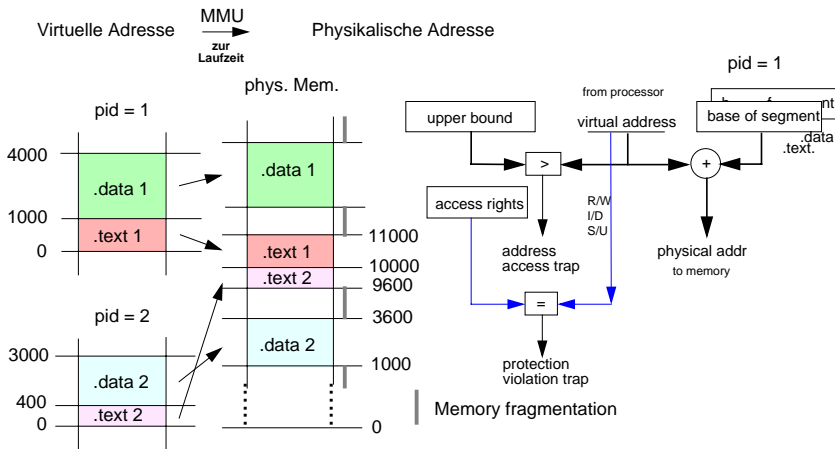 Virtuelle Adresse
MMU
zur
Laufzeit
Physikalische Adresse
phys. Mem.
pid = 1
4000
.data 1
1000
.text 1
0
pid = 2
3000
.data 2
400
.text 2
0
.data 1
11000
.text 1
10000
.text 2
9600
3600
.data 2
1000
0
Memory fragmentation
pid = 1
from processor
upper bound
virtual address
base of segment
.data
.text.
>
+
access rights
R/W
I/D
S/U
address
access trap
physical addr
to memory
=
protection
violation trap